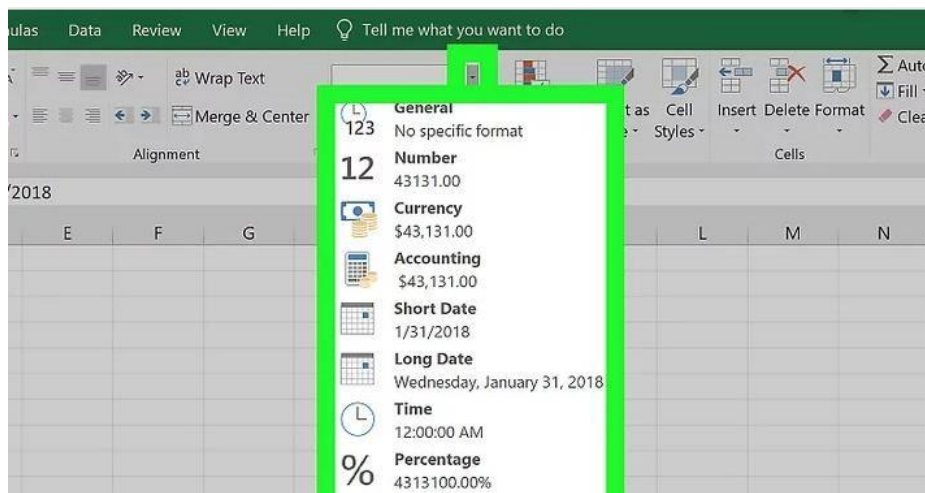 Data Review View Help Tell me what you want to do
ab Wrap Text
Merge & Center
as Cell Insert Delete Format
Styles
Fill
Alignment
Cells
/2018
E F G L M N
General
123 No specific format
12 Number
43131.00
Currency
$43,131.00
Accounting
$43,131.00
Short Date
1/31/2018
Long Date
Wednesday, January 31, 2018
Time
12:00:00 AM
% Percentage
4313100.00%